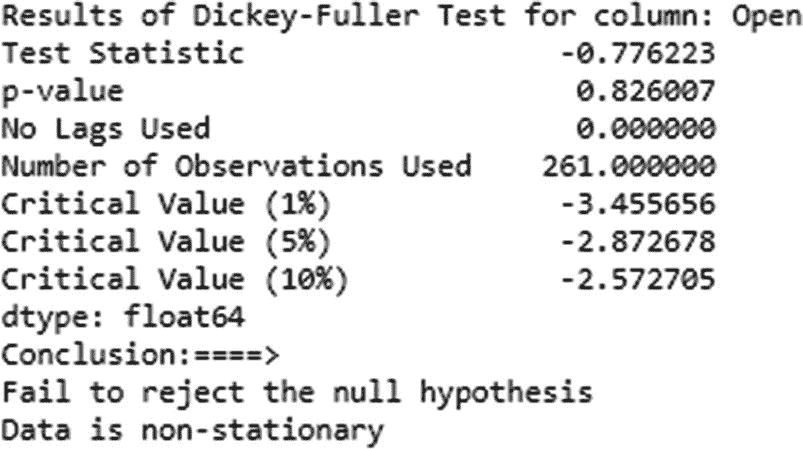 Results of Dickey-Fuller Test for column: Open
Test Statistic -0.776223
p-value 0.826007
No Lags Used 0.000000
Number of Observations Used 261.000000
Critical Value (1%) -3.455656
Critical Value (5%) -2.872678
Critical Value (10%) -2.572705
dtype: float64
Conclusion:====>
Fail to reject the null hypothesis
Data is non-stationary